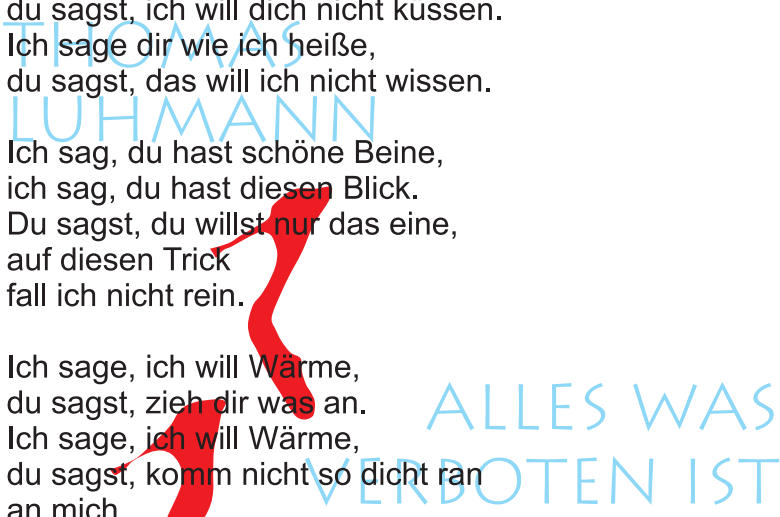 du sagst, ich will dich nicht küssen.
Ich sage dir wie ich heiße,
du sagst, das will ich nicht wissen.
Ich sag, du hast schöne Beine,
ich sag, du hast diesen Blick.
Du sagst, du willst nur das eine,
auf diesen Trick
fall ich nicht rein.
Ich sage, ich will Wärme,
du sagst, zieh dir was an.
Ich sage, ich will Wärme,
du sagst, komm nicht so dicht ran
an mich
THOMAS
LUHMANN
ALLES WAS
VERBOTEN IST